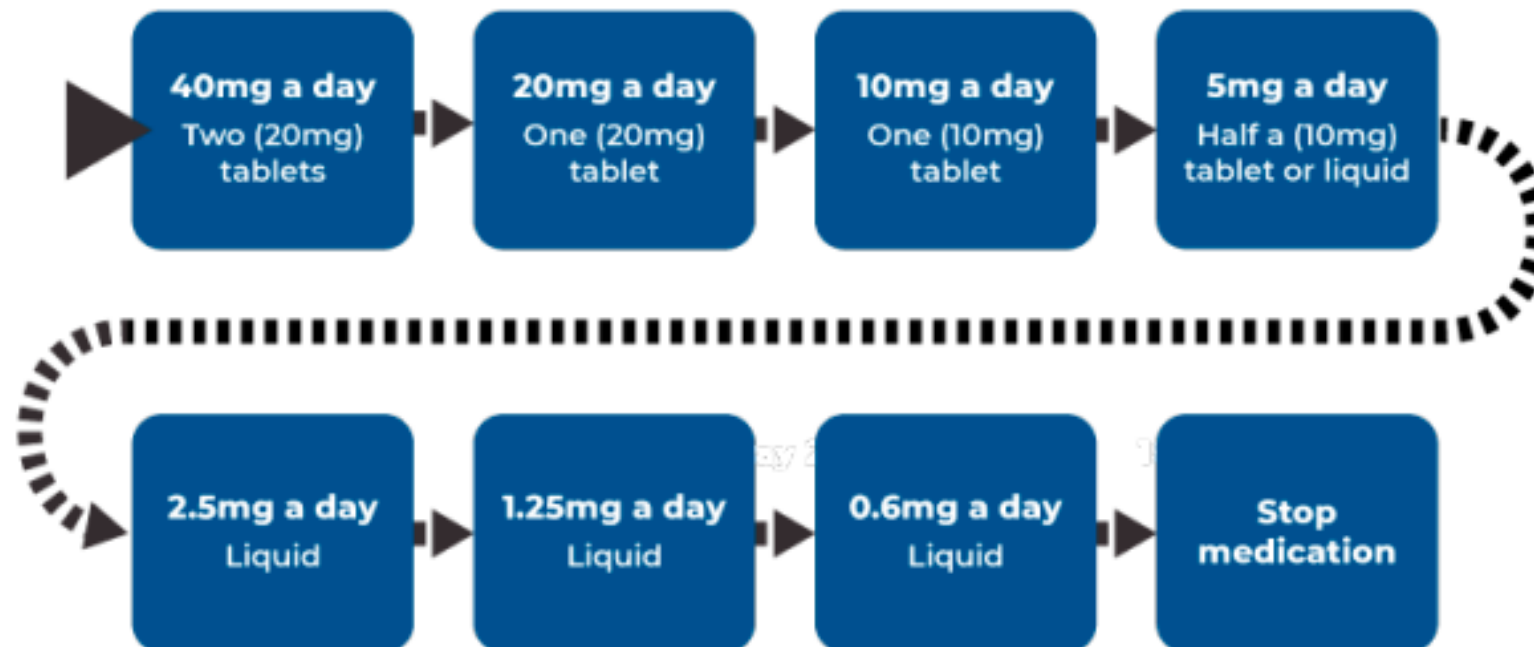 40mg a day
Two (20mg)
tablets
20mg a day
One (20mg)
tablet
10mg a day
One (10mg)
tablet
5mg a day
Half a (10mg)
tablet or liquid
2.5mg a day
Liquid
1.25mg a day
Liquid
0.6mg a day
Liquid
Stop
medication